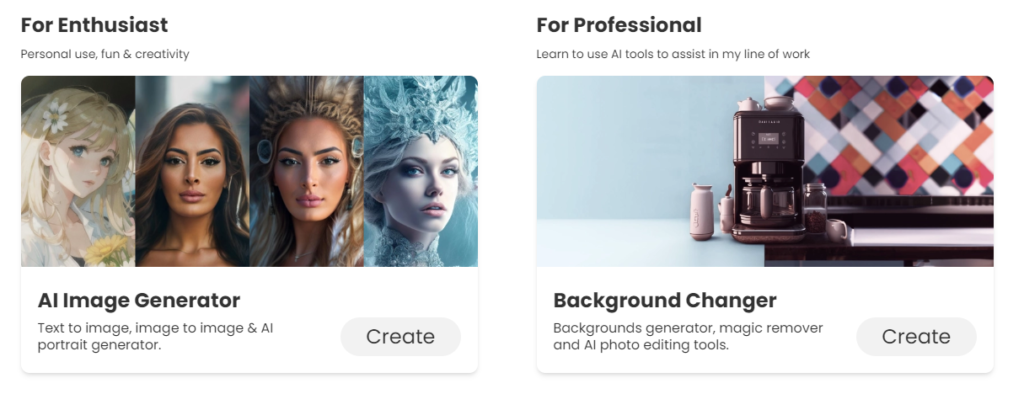 For Enthusiast
Personal use, fun & creativity
AI Image Generator
Text to image, image to image & AI
portrait generator.
Create
For Professional
Learn to use AI tools to assist in my line of work
Background Changer
Backgrounds generator, magic remover
and AI photo editing tools.
Create